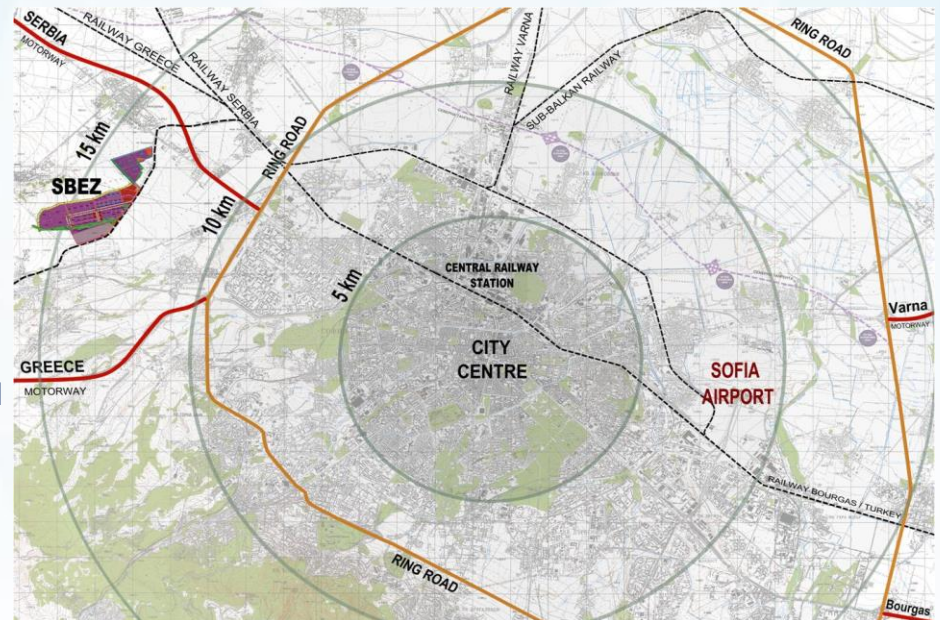 SERBIA
MOTORWAY
RAILWAY GREECE
RAILWAY SERBIA
RAILWAY VARNA
SUB-BALKAN RAILWAY
RING ROAD
15 km
SBEZ
RING ROAD
10 km
5 km
CENTRAL RAILWAY
STATION
CITY
CENTRE
SOFIA
AIRPORT
Varna
MOTORWAY
GREECE
MOTORWAY
RAILWAY BOURGAS / TURKEY
RING ROAD
Bourgas